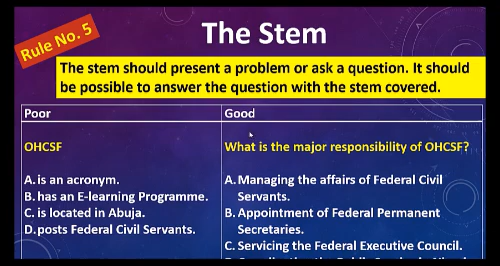 Rule No. 5
The Stem
The stem should present a problem or ask a question. It should
be possible to answer the question with the stem covered.
Poor
Good
OHCSF
What is the major responsibility of OHCSF?
A. is an acronym.
B. has an E-learning Programme.
C. is located in Abuja.
D. posts Federal Civil Servants.
A. Managing the affairs of Federal Civil
Servants.
B. Appointment of Federal Permanent
Secretaries.
C. Servicing the Federal Executive Council.